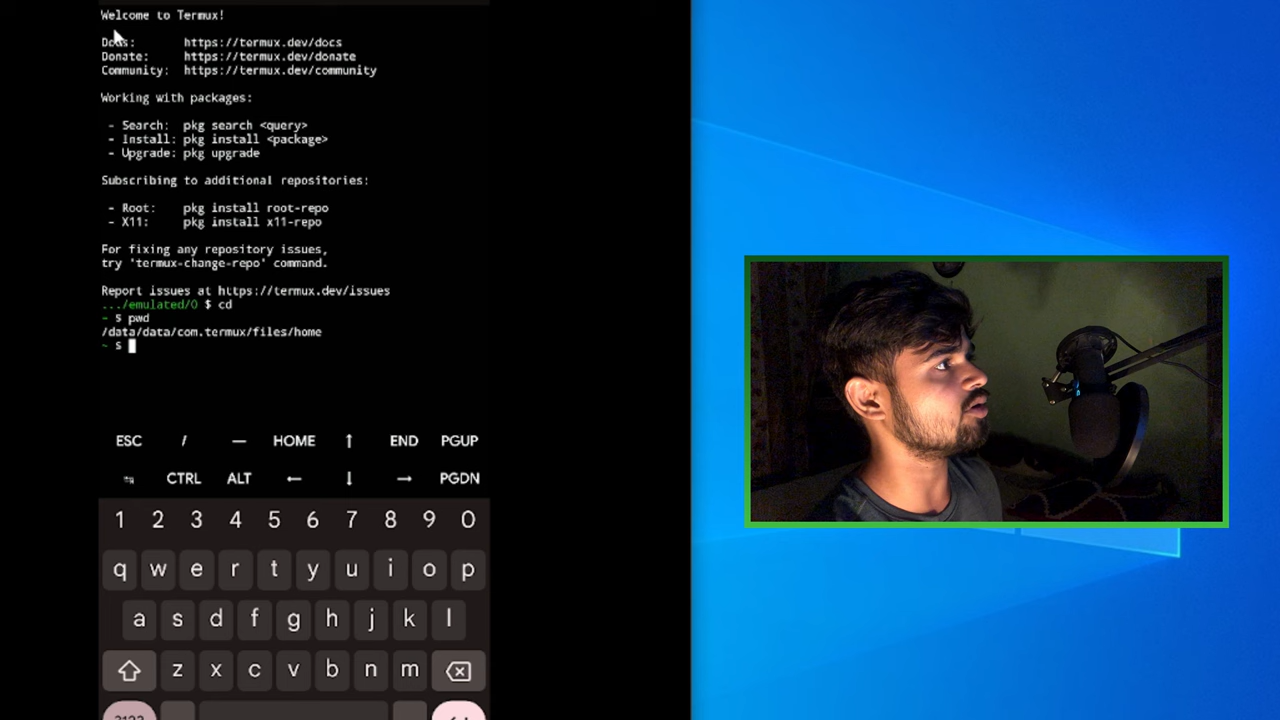 Welcome to Termux!
Docs: https://termux.dev/docs
Donate: https://termux.dev/donate
Community: https://termux.dev/community
Working with packages:
- Search: pkg search <query>
- Install: pkg install <package>
- Upgrade: pkg upgrade
Subscribing to additional repositories:
- Root: pkg install root-repo
- X11: pkg install x11-repo
For fixing any repository issues,
try 'termux-change-repo' command.
Report issues at https://termux.dev/issues
.../emulated/0 $ cd
~ $ pwd
/data/data/com.termux/files/home
~ $
ESC / — HOME ↑ END PGUP
CTRL ALT ← ↓ → PGDN
1 2 3 4 5 6 7 8 9 0
q w e r t y u i o p
a s d f g h j k l
z x c v b n m